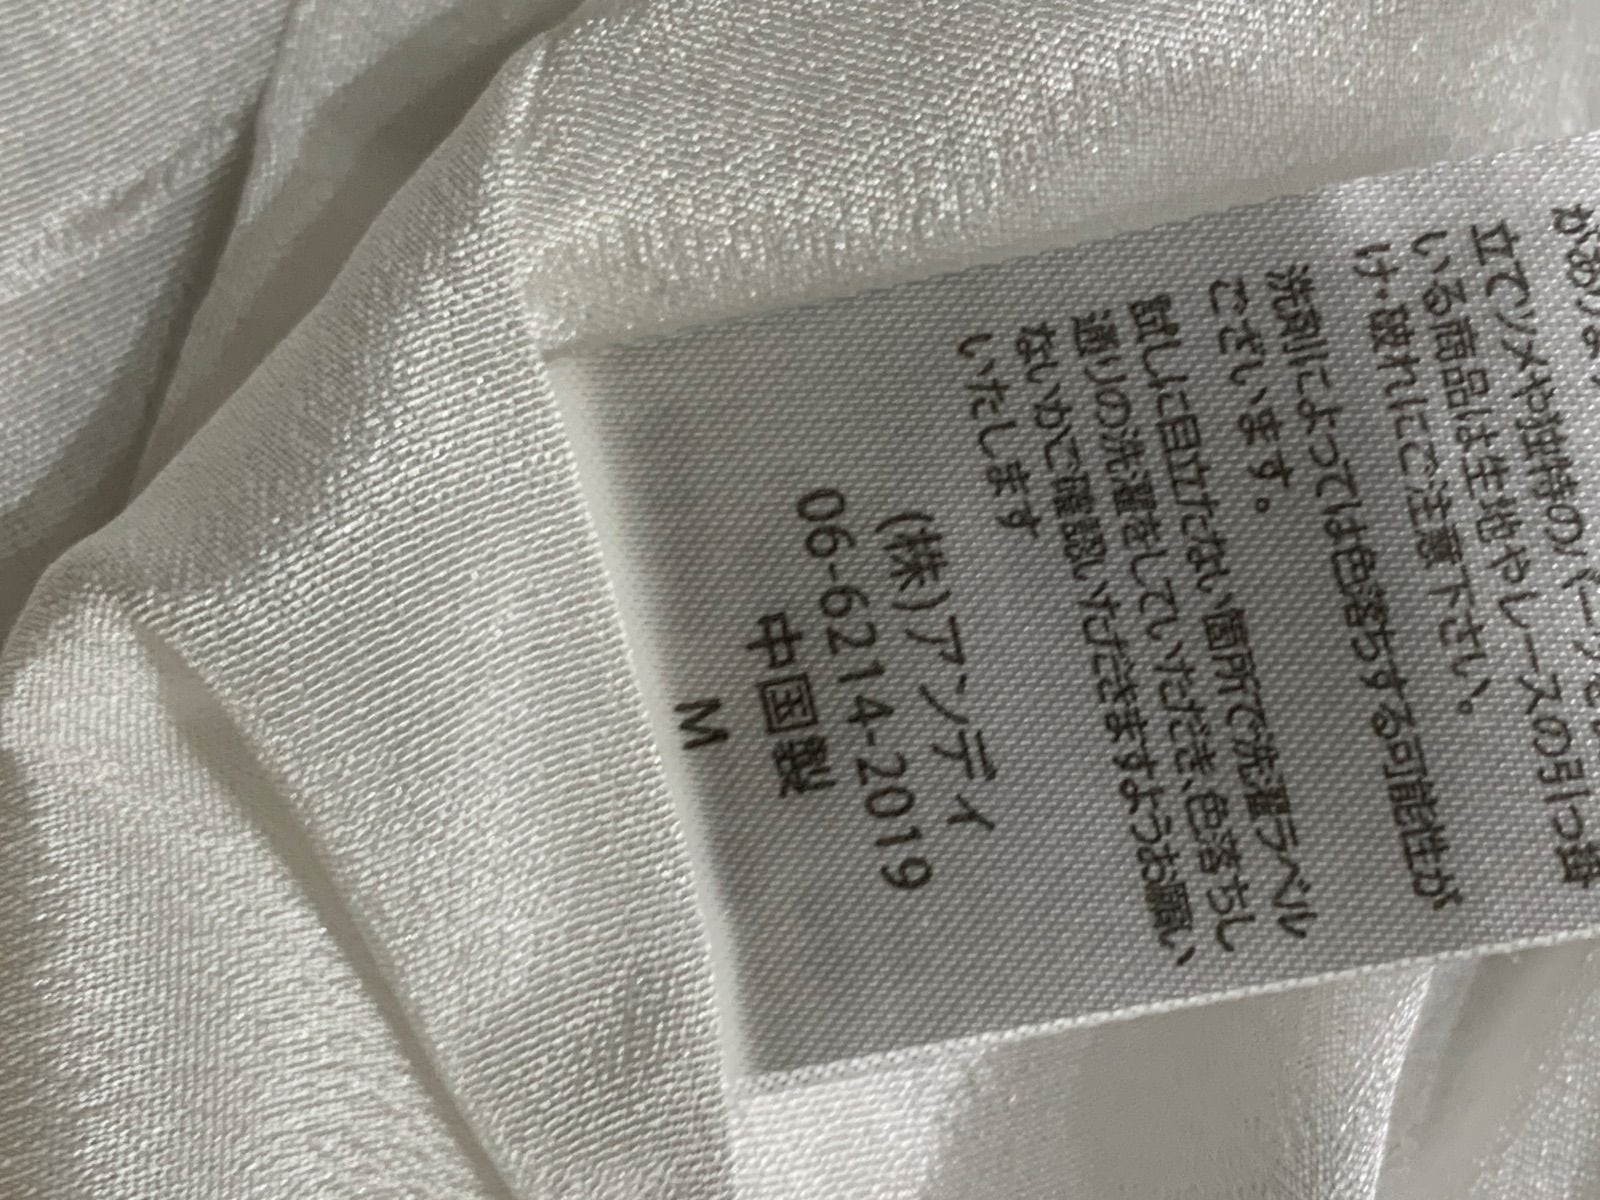 立てツメや独特のパーツを
いる商品は生地やレースの引っ掛
け・破れにご注意下さい。
洗剤によっては色落ちする可能性が
ございます。
試しに目立たない箇所で洗濯ラベル
通りの洗濯をしていただき、色落ちし
ないかご確認いただきますようお願い
いたします
(株)アンディ
06-6214-2019
中国製
M